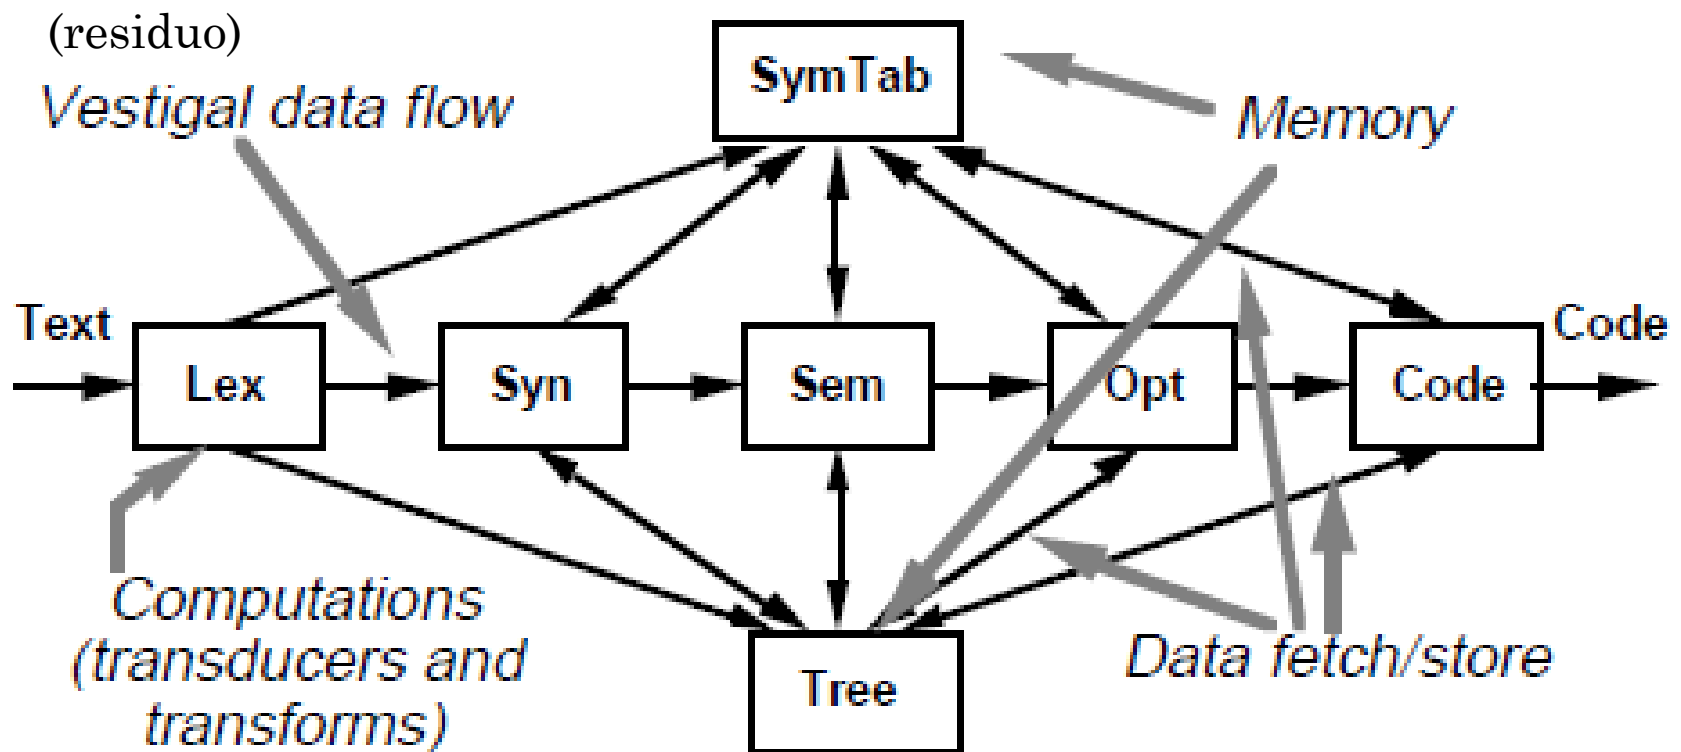 (residuo)
Vestigal data flow
SymTab
Memory
Text
Lex
Syn
Sem
Opt
Code
Code
Computations
(transducers and
transforms)
Data fetch/store
Tree